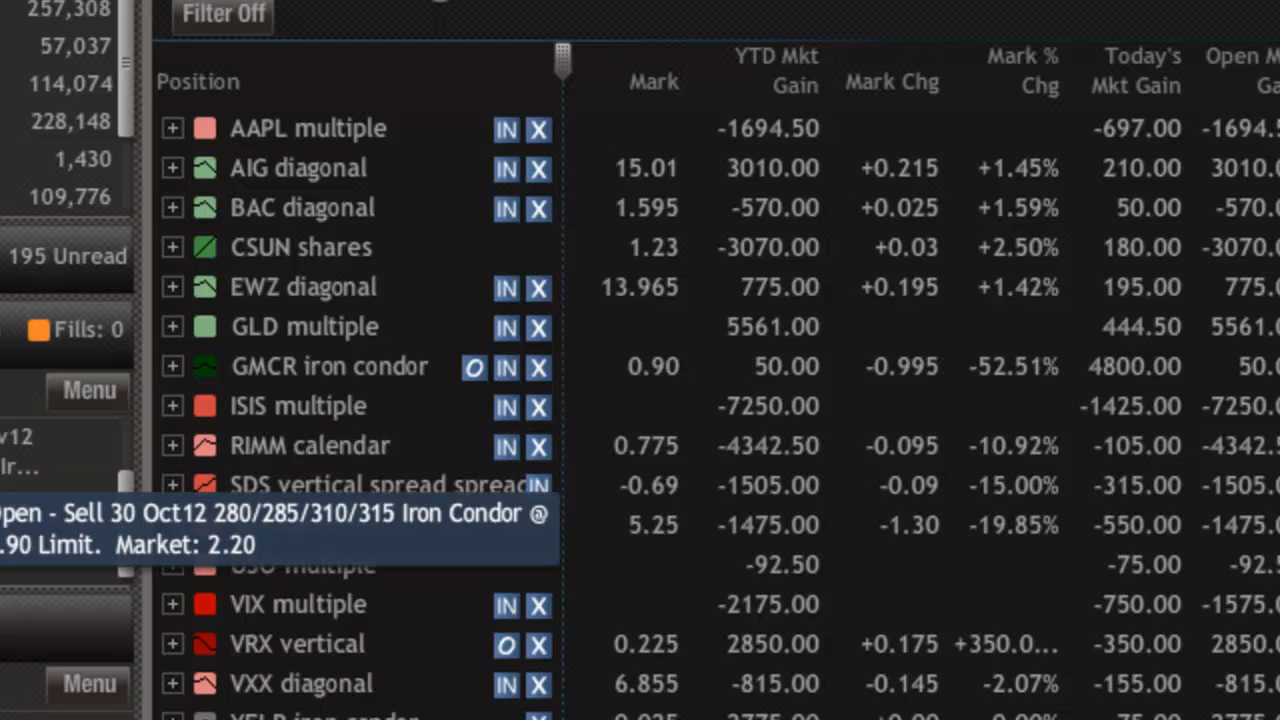 257,308
57,037
114,074
228,148
1,430
109,776
195 Unread
Fills: 0
Menu
Menu
Filter Off
Position Mark YTD Mkt Gain Mark Chg Mark % Chg Today's Mkt Gain Open
AAPL multiple IN X -1694.50 -697.00 -1694.
AIG diagonal IN X 15.01 3010.00 +0.215 +1.45% 210.00 3010.0
BAC diagonal IN X 1.595 -570.00 +0.025 +1.59% 50.00 -570.
CSUN shares 1.23 -3070.00 +0.03 +2.50% 180.00 -3070.
EWZ diagonal IN X 13.965 775.00 +0.195 +1.42% 195.00 775.
GLD multiple IN X 5561.00 444.50 5561.
GMCR iron condor O IN X 0.90 50.00 -0.995 -52.51% 4800.00 50.
ISIS multiple IN X -7250.00 -1425.00 -7250.
RIMM calendar IN X 0.775 -4342.50 -0.095 -10.92% -105.00 -4342.
SDS vertical spread spread IN -0.69 -1505.00 -0.09 -15.00% -315.00 -1505.
pen - Sell 30 Oct12 280/285/310/315 Iron Condor @
.90 Limit. Market: 2.20
5.25 -1475.00 -1.30 -19.85% -550.00 -1475.
-92.50 -75.00 -92.
VIX multiple IN X -2175.00 -750.00 -1575.
VRX vertical O X 0.225 2850.00 +0.175 +350.0... -350.00 2850.
VXX diagonal IN X 6.855 -815.00 -0.145 -2.07% -155.00 -815.